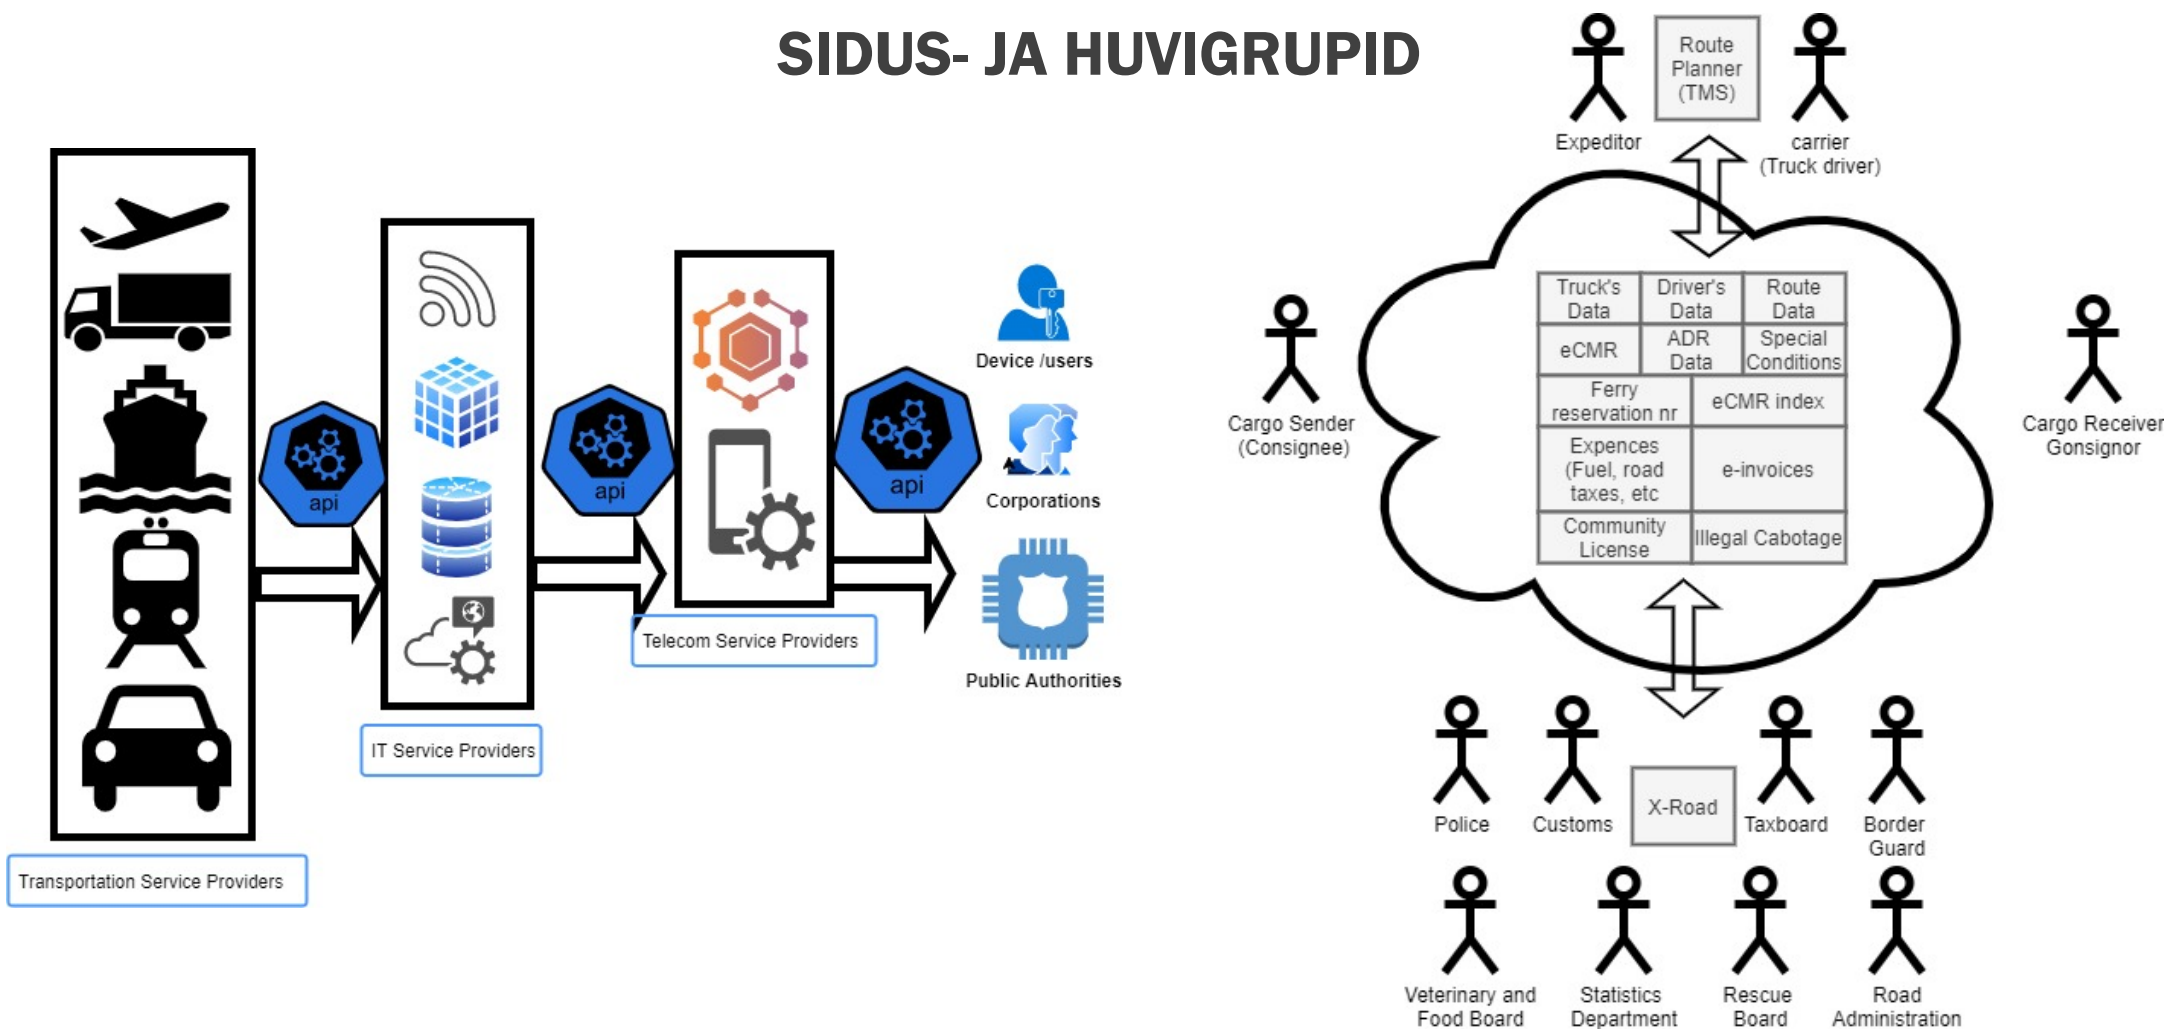 SIDUS- JA HUVIGRUPID
api
api
api
Device /users
Corporations
Public Authorities
Telecom Service Providers
IT Service Providers
Transportation Service Providers
Route
Planner
(TMS)
Expeditor
carrier
(Truck driver)
Cargo Sender
(Consignee)
Cargo Receiver
Gonsignor
Truck's
Data
Driver's
Data
Route
Data
eCMR
ADR
Data
Special
Conditions
Ferry
reservation nr
eCMR index
Expences
(Fuel, road
taxes, etc
e-invoices
Community
License
Illegal Cabotage
Police
Customs
X-Road
Taxboard
Border
Guard
Veterinary and
Food Board
Statistics
Department
Rescue
Board
Road
Administration